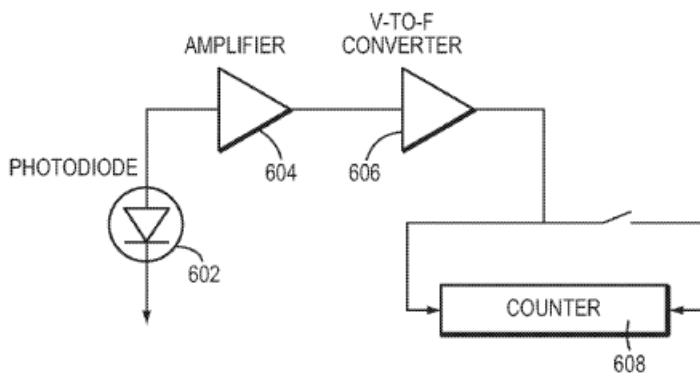 V-TO-F
AMPLIFIER CONVERTER
604
606
PHOTODIODE
602
COUNTER
608